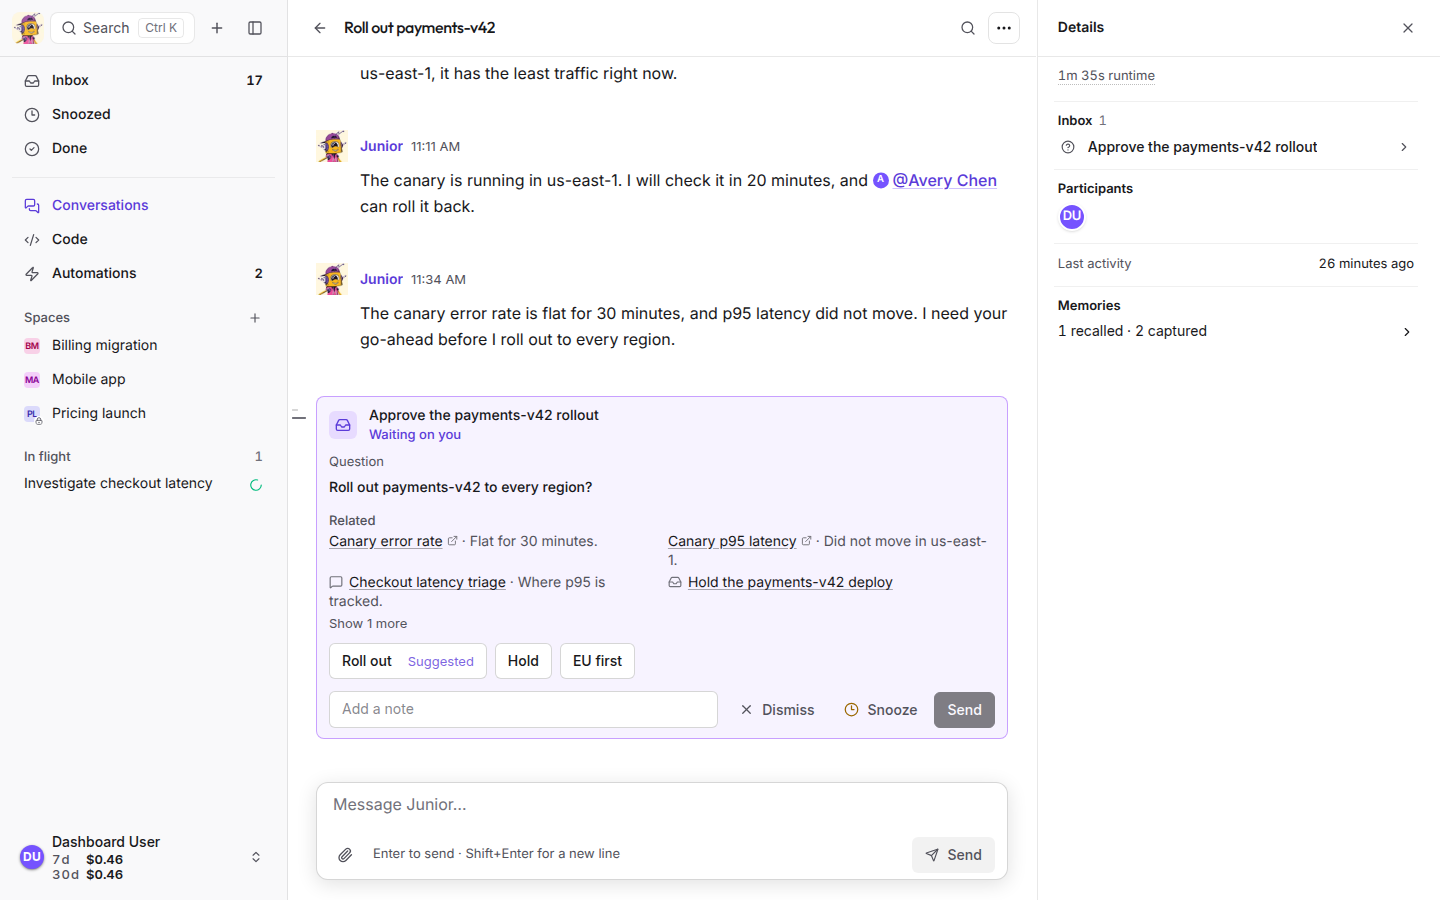 Search Ctrl K
Inbox 17
Snoozed
Done
Conversations
Code
Automations 2
Spaces
BM Billing migration
MA Mobile app
PL Pricing launch
In flight 1
Investigate checkout latency
DU Dashboard User
7d $0.46
30d $0.46
Roll out payments-v42
us-east-1, it has the least traffic right now.
Junior 11:11 AM
The canary is running in us-east-1. I will check it in 20 minutes, and A @Avery Chen
can roll it back.
Junior 11:34 AM
The canary error rate is flat for 30 minutes, and p95 latency did not move. I need your
go-ahead before I roll out to every region.
Approve the payments-v42 rollout
Waiting on you
Question
Roll out payments-v42 to every region?
Related
Canary error rate · Flat for 30 minutes.
Canary p95 latency · Did not move in us-east-
1.
Checkout latency triage · Where p95 is
tracked.
Hold the payments-v42 deploy
Show 1 more
Roll out Suggested Hold EU first
Add a note Dismiss Snooze Send
Message Junior...
Enter to send · Shift+Enter for a new line Send
Details
1m 35s runtime
Inbox 1
Approve the payments-v42 rollout
Participants
DU
Last activity 26 minutes ago
Memories
1 recalled · 2 captured